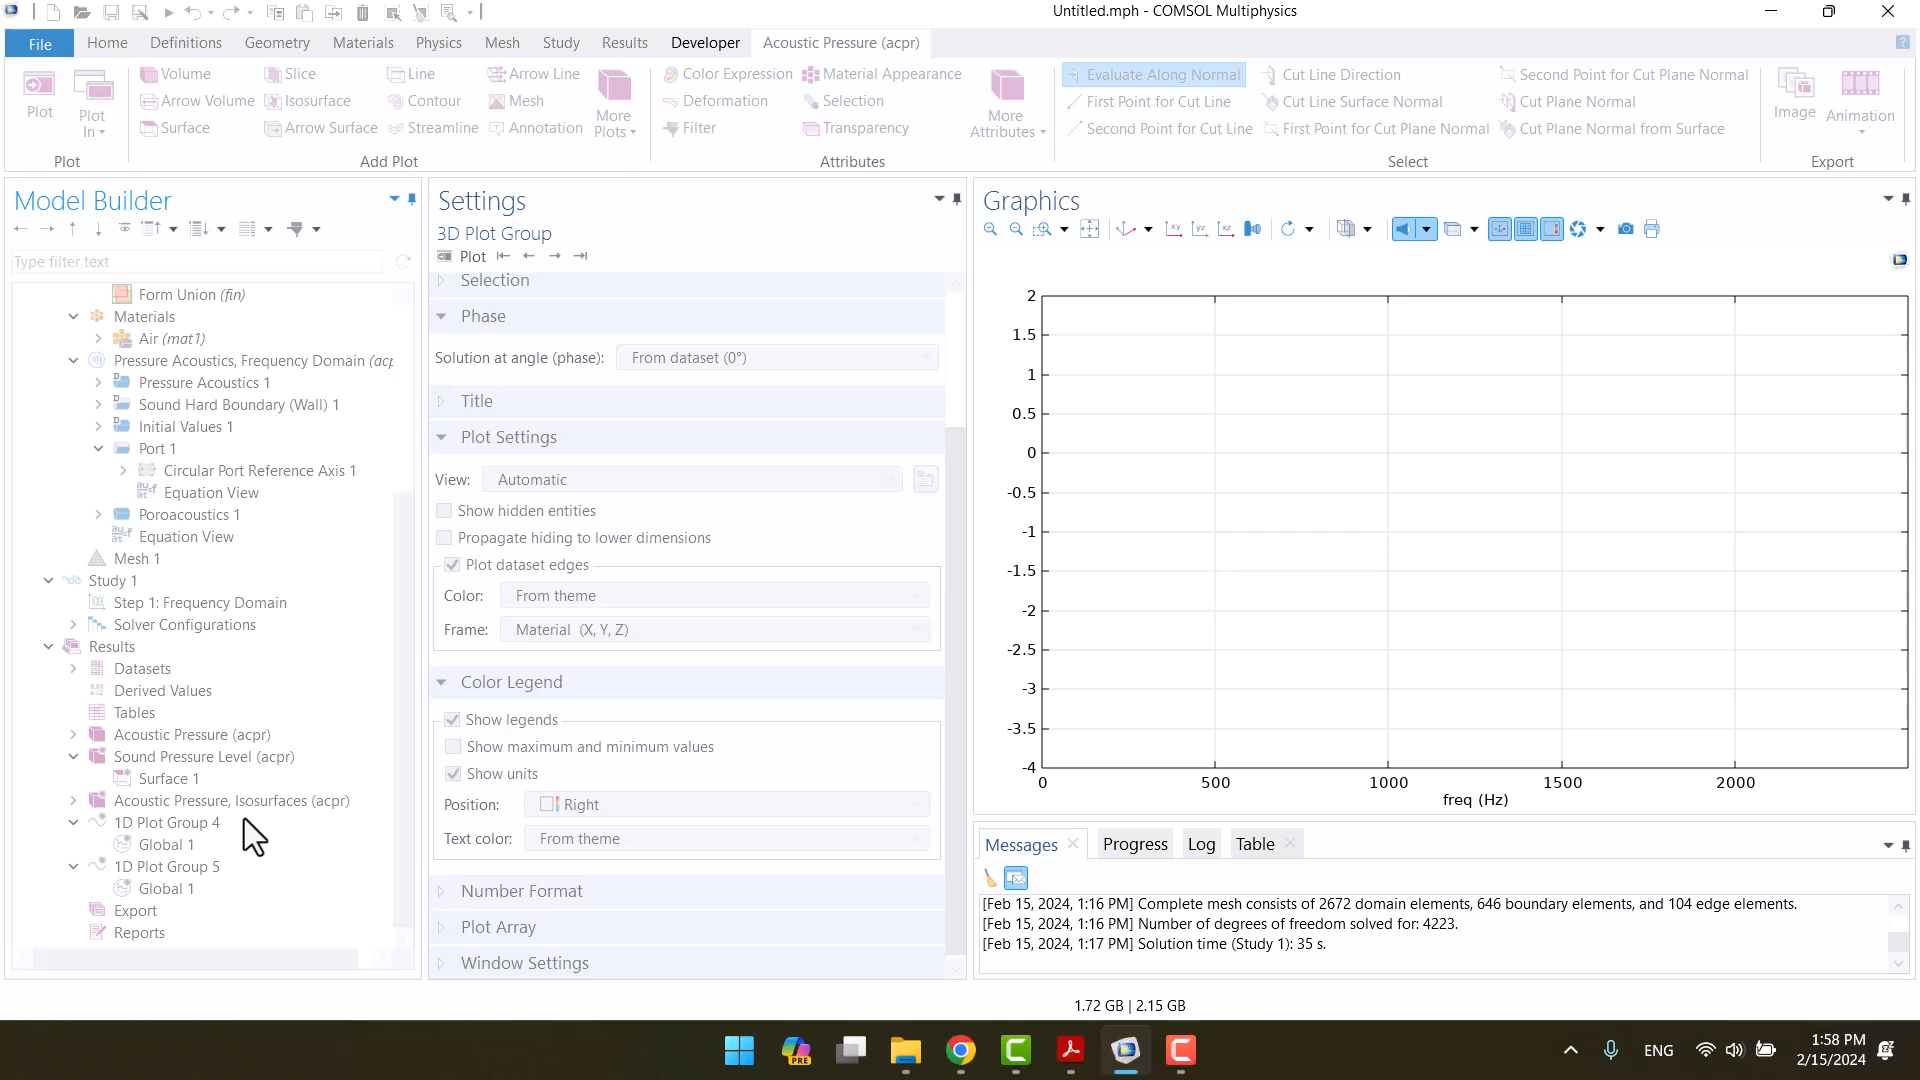 Untitled.mph - COMSOL Multiphysics
File Home Definitions Geometry Materials Physics Mesh Study Results Developer Acoustic Pressure (acpr)
Plot
Plot In
Plot
Volume
Arrow Volume
Surface
Slice
Isosurface
Arrow Surface
Line
Contour
Streamline
Arrow Line
Mesh
Annotation
More Plots
Add Plot
Color Expression
Deformation
Filter
Material Appearance
Selection
Transparency
More Attributes
Attributes
Evaluate Along Normal
First Point for Cut Line
Second Point for Cut Line
Cut Line Direction
Cut Line Surface Normal
First Point for Cut Plane Normal
Second Point for Cut Plane Normal
Cut Plane Normal
Cut Plane Normal from Surface
Select
Image
Animation
Export
Model Builder
Type filter text
Form Union (fin)
Materials
Air (mat1)
Pressure Acoustics, Frequency Domain (acp
Pressure Acoustics 1
Sound Hard Boundary (Wall) 1
Initial Values 1
Port 1
Circular Port Reference Axis 1
Equation View
Poroacoustics 1
Equation View
Mesh 1
Study 1
Step 1: Frequency Domain
Solver Configurations
Results
Datasets
Derived Values
Tables
Acoustic Pressure (acpr)
Sound Pressure Level (acpr)
Surface 1
Acoustic Pressure, Isosurfaces (acpr)
1D Plot Group 4
Global 1
1D Plot Group 5
Global 1
Export
Reports
Settings
3D Plot Group
Plot
Selection
Phase
Solution at angle (phase): From dataset (0°)
Title
Plot Settings
View: Automatic
Show hidden entities
Propagate hiding to lower dimensions
Plot dataset edges
Color: From theme
Frame: Material (X, Y, Z)
Color Legend
Show legends
Show maximum and minimum values
Show units
Position: Right
Text color: From theme
Number Format
Plot Array
Window Settings
Graphics
2
1.5
1
0.5
0
-0.5
-1
-1.5
-2
-2.5
-3
-3.5
-4
0 500 1000 1500 2000
freq (Hz)
Messages Progress Log Table
[Feb 15, 2024, 1:16 PM] Complete mesh consists of 2672 domain elements, 646 boundary elements, and 104 edge elements.
[Feb 15, 2024, 1:16 PM] Number of degrees of freedom solved for: 4223.
[Feb 15, 2024, 1:17 PM] Solution time (Study 1): 35 s.
1.72 GB | 2.15 GB
PRE
ENG
1:58 PM
2/15/2024